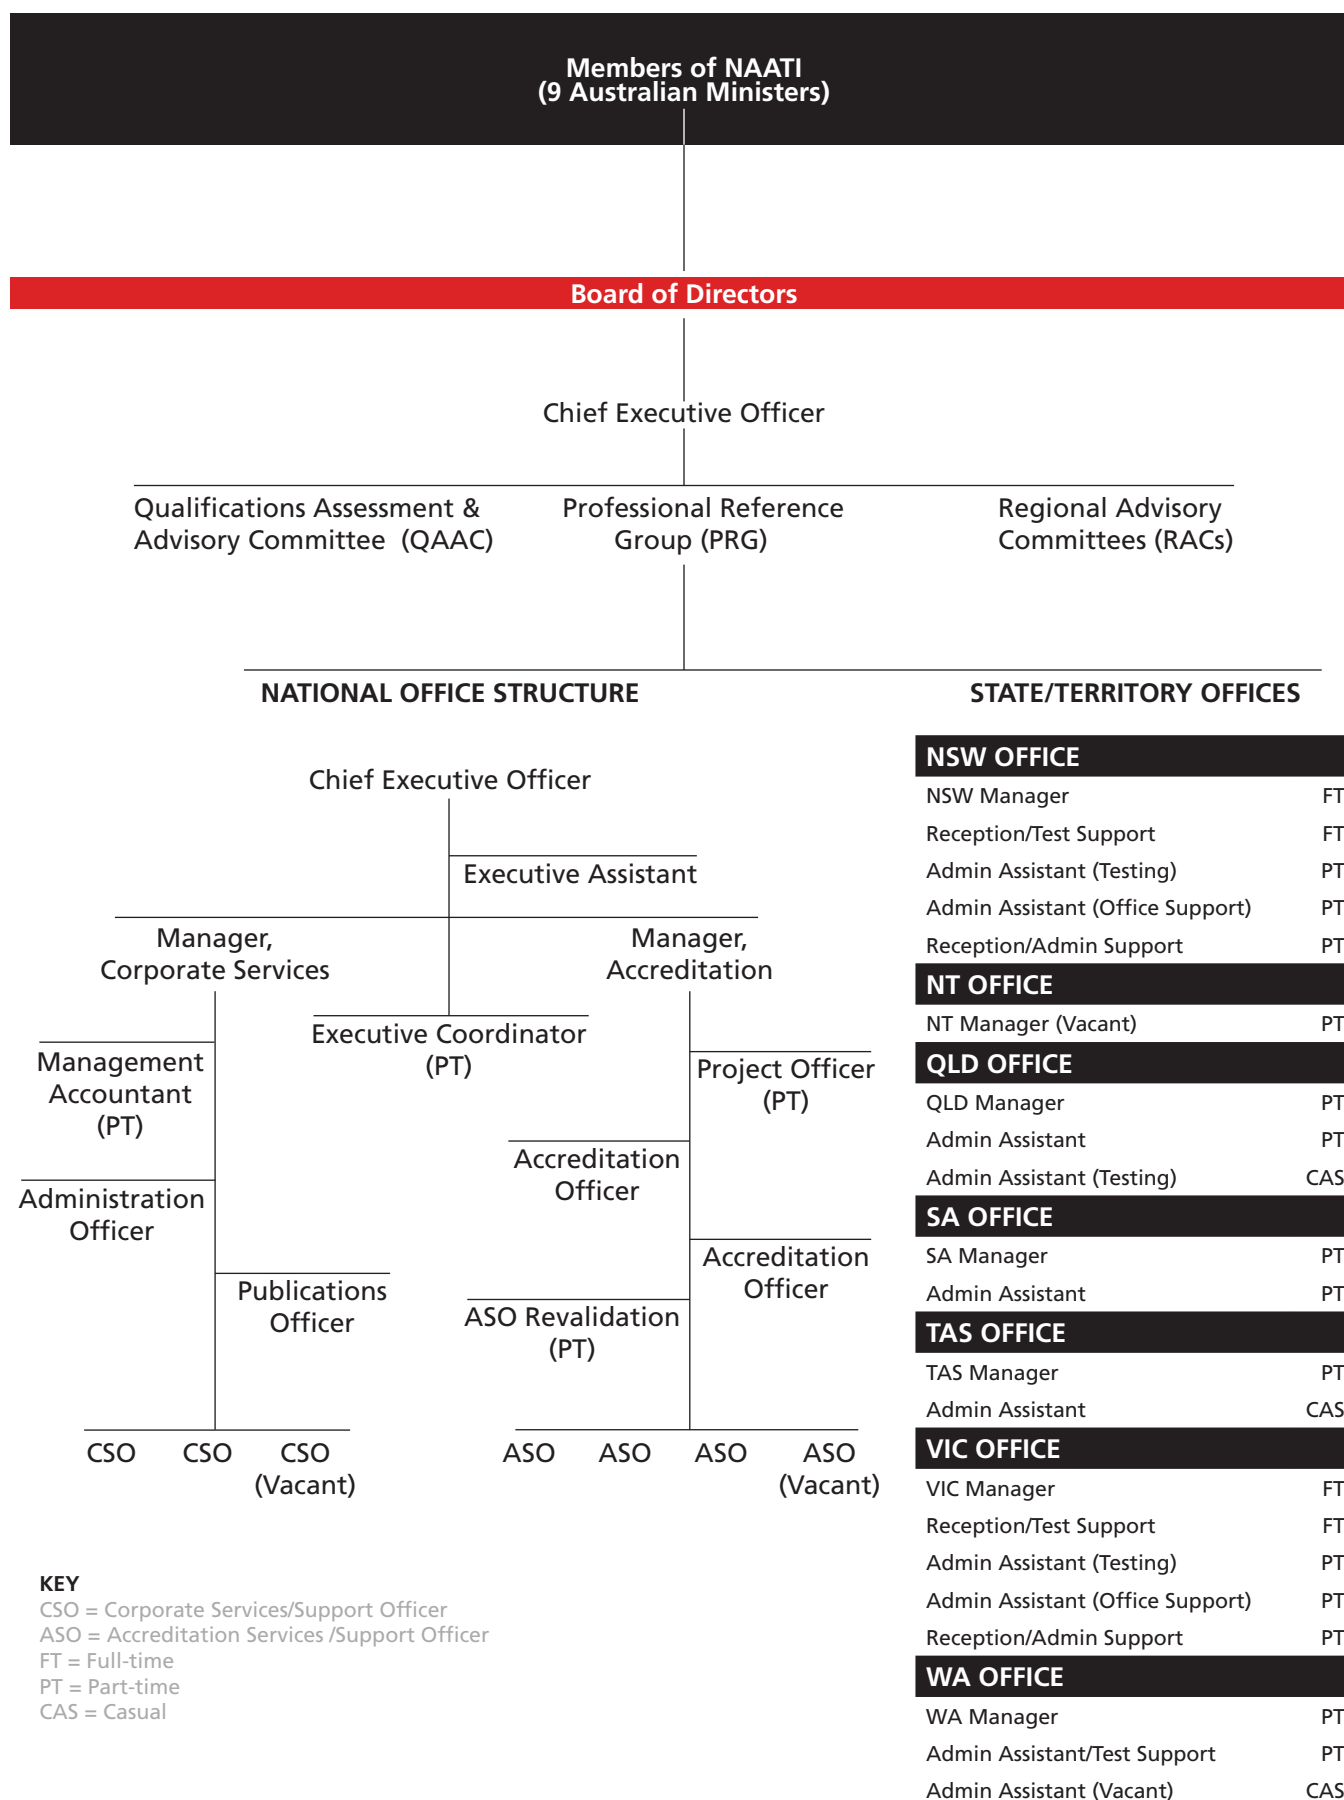 Members of NAATI
(9 Australian Ministers)
Board of Directors
Chief Executive Officer
Qualifications Assessment &
Advisory Committee (QAAC)
Professional Reference
Group (PRG)
Regional Advisory
Committees (RACs)
NATIONAL OFFICE STRUCTURE
Chief Executive Officer
Executive Assistant
Manager,
Corporate Services
Manager,
Accreditation
Executive Coordinator
(PT)
Management
Accountant
(PT)
Project Officer
(PT)
Accreditation
Officer
Administration
Officer
Accreditation
Officer
Publications
Officer
ASO Revalidation
(PT)
CSO CSO CSO
(Vacant)
ASO ASO ASO ASO
(Vacant)
KEY
CSO = Corporate Services/Support Officer
ASO = Accreditation Services /Support Officer
FT = Full-time
PT = Part-time
CAS = Casual
STATE/TERRITORY OFFICES
NSW OFFICE
NSW Manager FT
Reception/Test Support FT
Admin Assistant (Testing) PT
Admin Assistant (Office Support) PT
Reception/Admin Support PT
NT OFFICE
NT Manager (Vacant) PT
QLD OFFICE
QLD Manager PT
Admin Assistant PT
Admin Assistant (Testing) CAS
SA OFFICE
SA Manager PT
Admin Assistant PT
TAS OFFICE
TAS Manager PT
Admin Assistant CAS
VIC OFFICE
VIC Manager FT
Reception/Test Support FT
Admin Assistant (Testing) PT
Admin Assistant (Office Support) PT
Reception/Admin Support PT
WA OFFICE
WA Manager PT
Admin Assistant/Test Support PT
Admin Assistant (Vacant) CAS